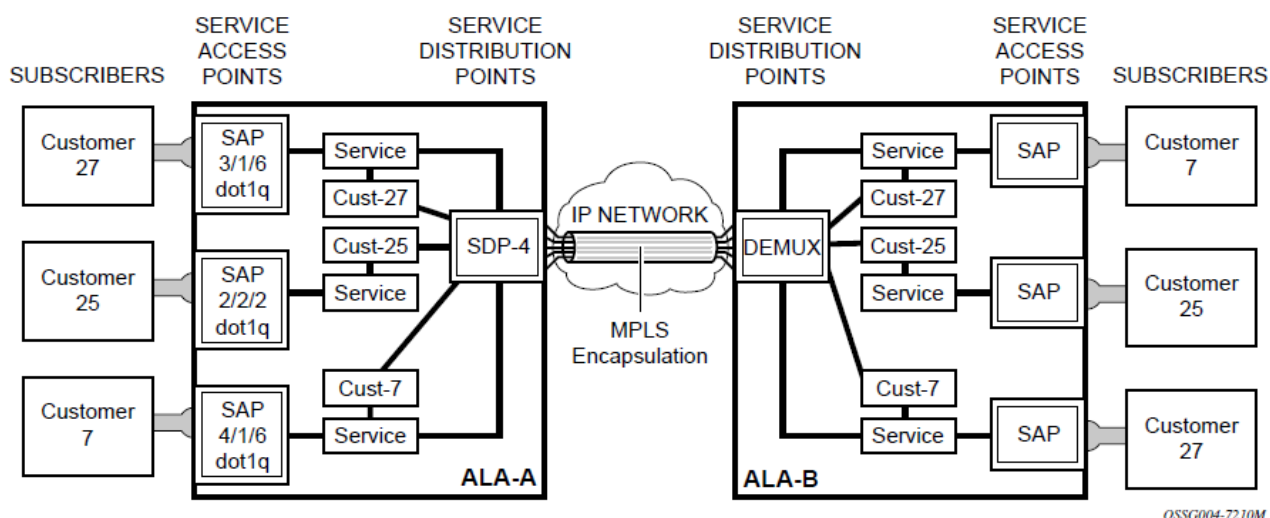 SUBSCRIBERS
SERVICE
ACCESS
POINTS
SERVICE
DISTRIBUTION
POINTS
SERVICE
DISTRIBUTION
POINTS
SERVICE
ACCESS
POINTS
SUBSCRIBERS
Customer
27
SAP
3/1/6
dot1q
Service
Cust-27
Customer
25
SAP
2/2/2
dot1q
Cust-25
Service
Customer
7
SAP
4/1/6
dot1q
Cust-7
Service
SDP-4
ALA-A
IP NETWORK
MPLS
Encapsulation
DEMUX
Service
Cust-27
SAP
Customer
7
Cust-25
Service
SAP
Customer
25
Cust-7
Service
SAP
Customer
27
ALA-B
OSSG004-7210M